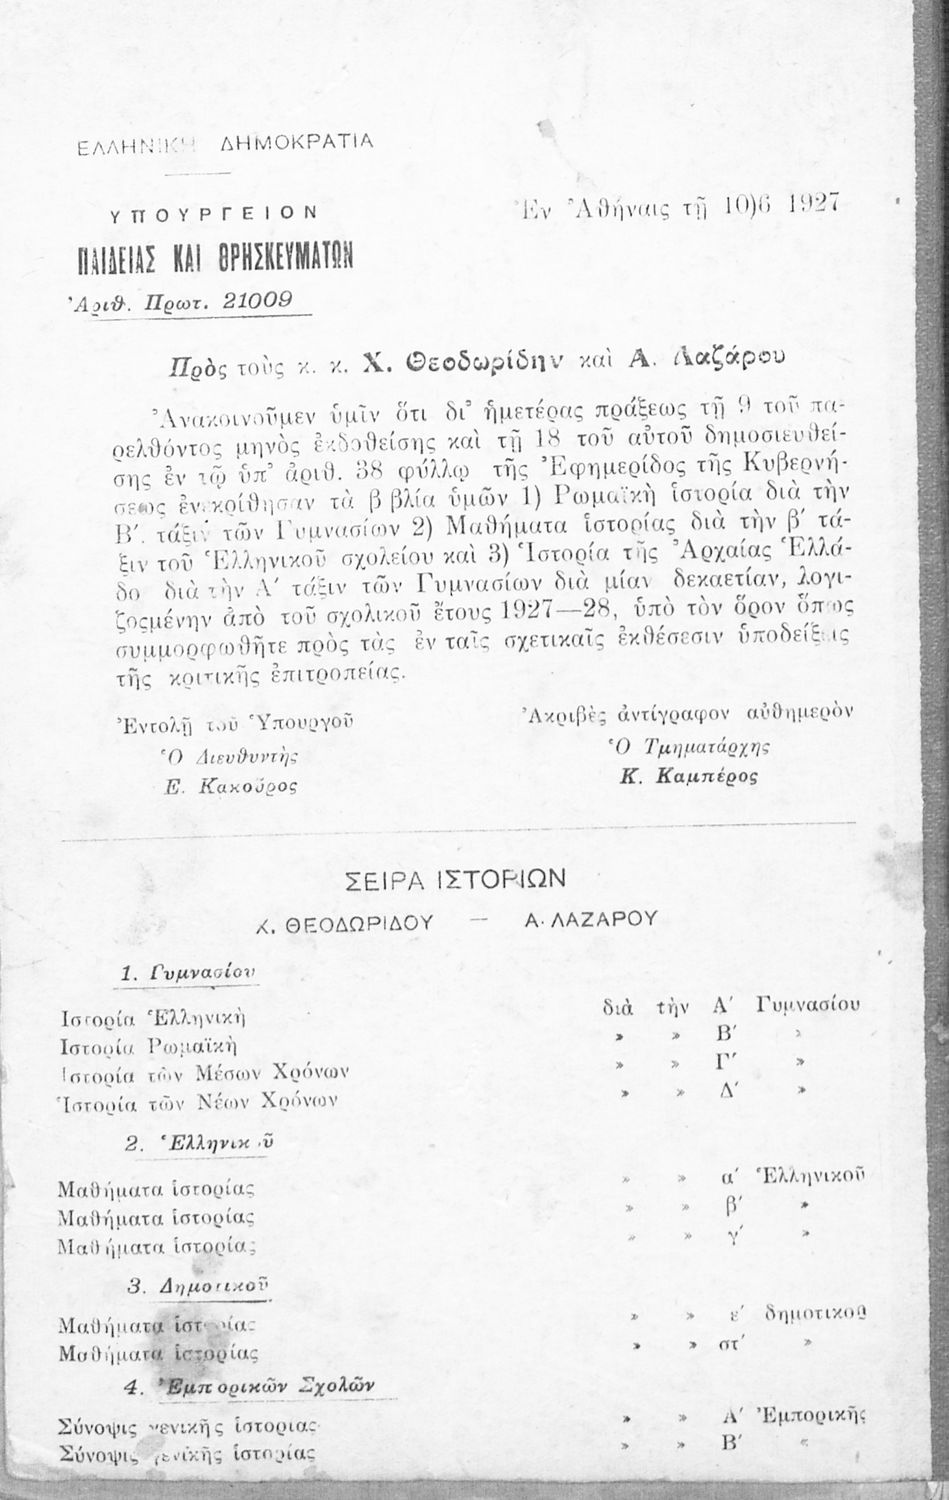 ΕΛΛΗΝΙΚΗ ΔΗΜΟΚΡΑΤΙΑ
ΥΠΟΥΡΓΕΙΟΝ
ΠΑΙΔΕΙΑΣ ΚΑΙ ΘΡΗΣΚΕΥΜΑΤΩΝ
Ἀριθ. Πρωτ. 21009
Ἐν Ἀθήναις τῇ 10)6 1927
Πρὸς τοὺς κ. κ. Χ. Θεοδωρίδην καὶ Α. Λαζάρου
Ἀνακοινοῦμεν ὑμῖν ὅτι δι' ἡμετέρας πράξεως τῇ 9 τοῦ πα-
ρελθόντος μηνὸς ἐκδοθείσης καὶ τῇ 18 τοῦ αὐτοῦ δημοσιευθεί-
σης ἐν τῷ ὑπ' ἀριθ. 38 φύλλῳ τῆς Ἐφημερίδος τῆς Κυβερνή-
σεως ἐνεκρίθησαν τὰ βιβλία ὑμῶν 1) Ρωμαϊκὴ ἱστορία διὰ τὴν
Β΄. τάξιν τῶν Γυμνασίων 2) Μαθήματα ἱστορίας διὰ τὴν β΄ τά-
ξιν τοῦ Ἑλληνικοῦ σχολείου καὶ 3) Ἱστορία τῆς Ἀρχαίας Ἑλλά-
δο διὰ τὴν Α΄ τάξιν τῶν Γυμνασίων διὰ μίαν δεκαετίαν, λογι-
ζοςμένην ἀπὸ τοῦ σχολικοῦ ἔτους 1927—28, ὑπὸ τὸν ὅρον ὅπως
συμμορφωθῆτε πρὸς τὰς ἐν ταῖς σχετικαῖς ἐκθέσεσιν ὑποδείξεις
τῆς κριτικῆς ἐπιτροπείας.
Ἐντολῇ τοῦ Ὑπουργοῦ
Ὁ Διευθυντὴς
Ε. Κακοῦρος
Ἀκριβὲς ἀντίγραφον αὐθημερὸν
Ὁ Τμηματάρχης
Κ. Καμπέρος
ΣΕΙΡΑ ΙΣΤΟΡΙΩΝ
Χ. ΘΕΟΔΩΡΙΔΟΥ — Α. ΛΑΖΑΡΟΥ
1. Γυμνασίου
Ἱστορία Ἑλληνικὴ διὰ τὴν Α΄ Γυμνασίου
Ἱστορία Ρωμαϊκὴ » » Β΄ »
Ἱστορία τῶν Μέσων Χρόνων » » Γ΄ »
Ἱστορία τῶν Νέων Χρόνων » » Δ΄ »
2. Ἑλληνικοῦ
Μαθήματα ἱστορίας » » α΄ Ἑλληνικοῦ
Μαθήματα ἱστορίας » » β΄ »
Μαθήματα ἱστορίας » » γ΄ »
3. Δημοτικοῦ
Μαθήματα ἱστορίας » » ε΄ δημοτικοῦ
Μαθήματα ἱστορίας » » στ΄ »
4. Ἐμπορικῶν Σχολῶν
Σύνοψις γενικῆς ἱστορίας » » Α΄ Ἐμπορικῆς
Σύνοψις γενικῆς ἱστορίας » » Β΄ «